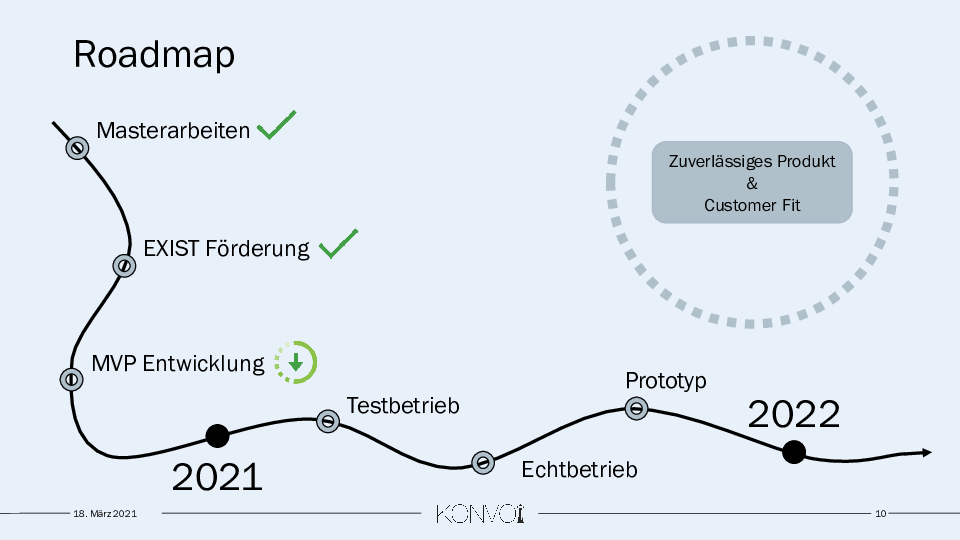 Roadmap
Masterarbeiten
Zuverlässiges Produkt
&
Customer Fit
EXIST Förderung
MVP Entwicklung
Prototyp
Testbetrieb
2022
Echtbetrieb
2021
18. März 2021
KONVOI
10